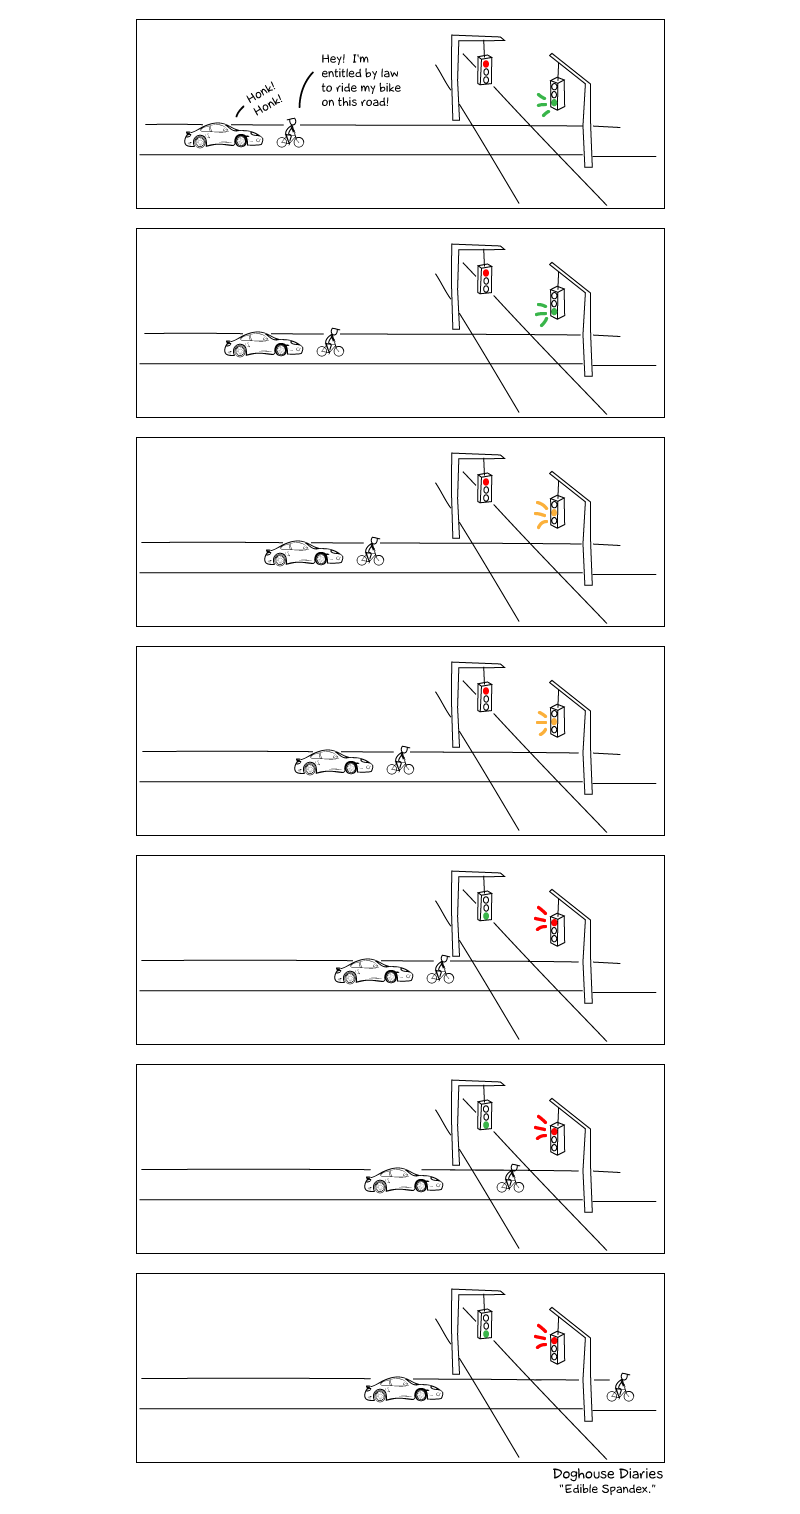 Honk!
Honk!
Hey! I'm
entitled by law
to ride my bike
on this road!
Doghouse Diaries
"Edible Spandex."